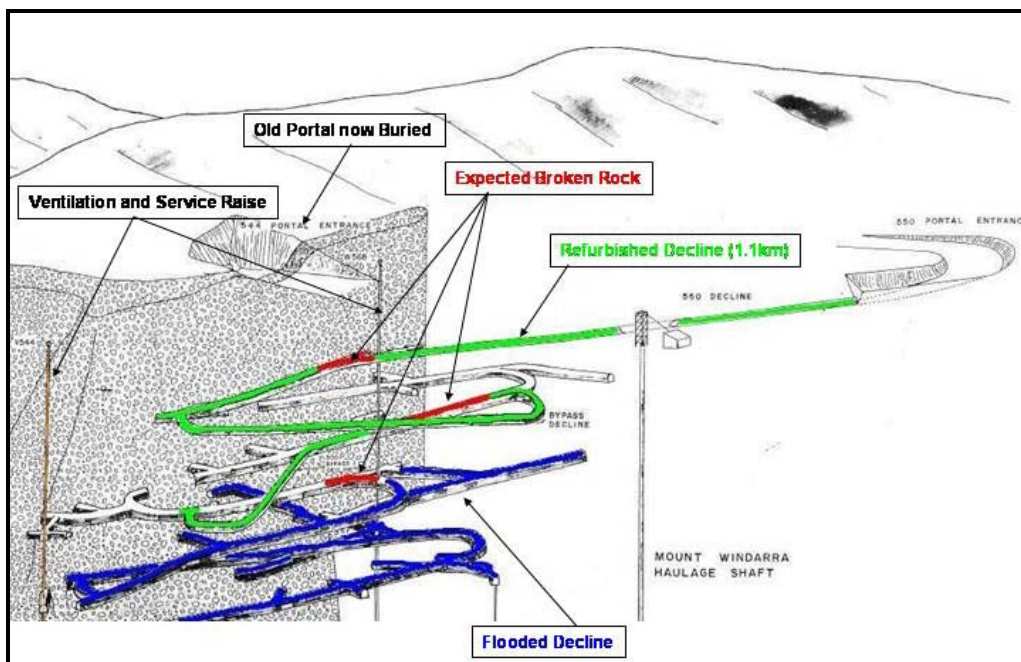 Old Portal now Buried
Expected Broken Rock
Ventilation and Service Raise
544 PORTAL ENTRANCE
550 PORTAL ENTRANC
Refurbished Decline (1.1km)
550 DECLINE
BYPASS
DECLINE
MOUNT WINDARRA
HAULAGE SHAFT
Flooded Decline